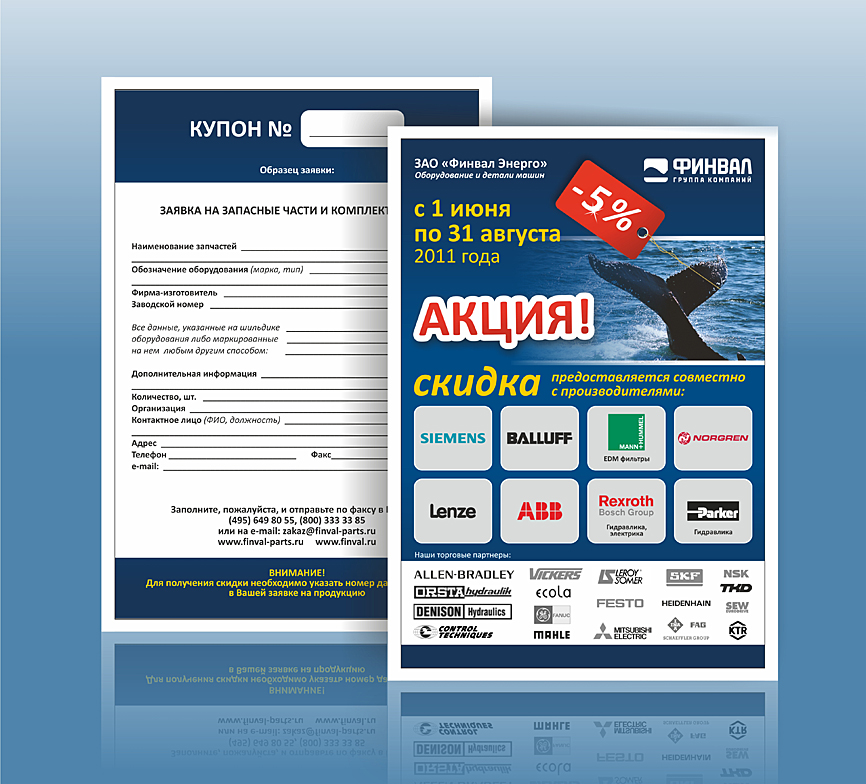 КУПОН №
Образец заявки:
ЗАЯВКА НА ЗАПАСНЫЕ ЧАСТИ И КОМПЛЕКТ
Наименование запчастей
Обозначение оборудования (марка, тип)
Фирма-изготовитель
Заводской номер
Все данные, указанные на шильдике
оборудования либо маркированные
на нем любым другим способом:
Дополнительная информация
Количество, шт.
Организация
Контактное лицо (ФИО, должность)
Адрес
Телефон Факс
e-mail:
Заполните, пожалуйста, и отправьте по факсу в
(495) 649 80 55, (800) 333 33 85
или на e-mail: zakaz@finval-parts.ru
www.finval-parts.ru www.finval.ru
ВНИМАНИЕ!
Для получения скидки необходимо указать номер да
в Вашей заявке на продукцию
ЗАО «Финвал Энерго»
Оборудование и детали машин
ФИНВАЛ
ГРУППА КОМПАНИЙ
-5%
с 1 июня
по 31 августа
2011 года
АКЦИЯ!
скидка предоставляется совместно
с производителями:
SIEMENS
BALLUFF
MANN+HUMMEL
EDM фильтры
NORGREN
Lenze
ABB
Rexroth
Bosch Group
Гидравлика,
электрика
Parker
Гидравлика
Наши торговые партнеры:
ALLEN-BRADLEY
VICKERS
LEROY
SOMER
SKF
NSK
ORSTA hydraulik
ecola
FESTO
HEIDENHAIN
TKD
DENISON Hydraulics
GE FANUC
SEW
CONTROL
TECHNIQUES
MAHLE
MITSUBISHI
ELECTRIC
FAG
SCHAEFFLER GROUP
KTR